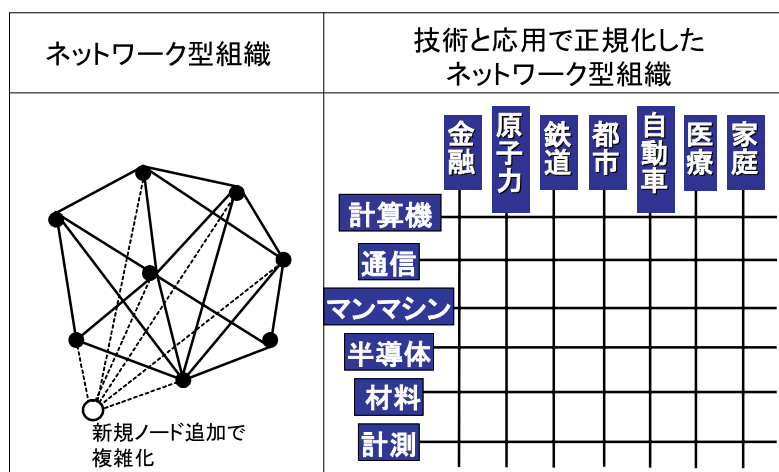 ネットワーク型組織
技術と応用で正規化した
ネットワーク型組織
新規ノード追加で
複雑化
金融
原子力
鉄道
都市
自動車
医療
家庭
計算機
通信
マンマシン
半導体
材料
計測